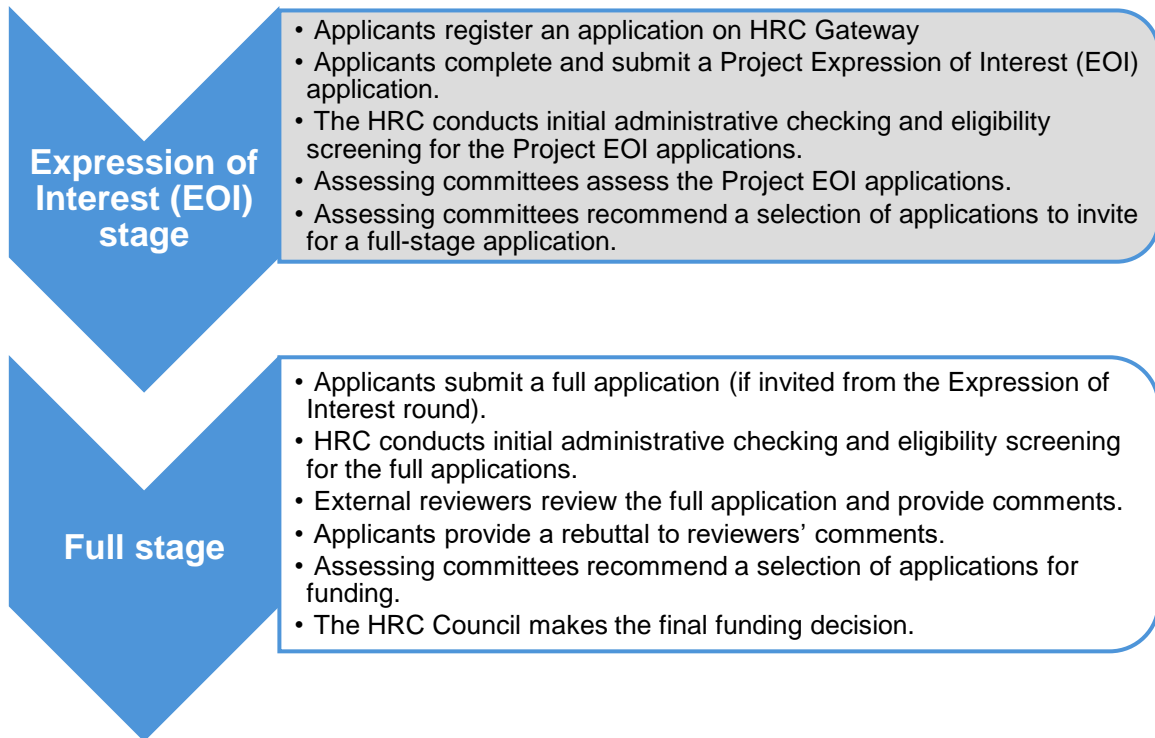 Expression of
Interest (EOI)
stage
• Applicants register an application on HRC Gateway
• Applicants complete and submit a Project Expression of Interest (EOI)
application.
• The HRC conducts initial administrative checking and eligibility
screening for the Project EOI applications.
• Assessing committees assess the Project EOI applications.
• Assessing committees recommend a selection of applications to invite
for a full-stage application.
Full stage
• Applicants submit a full application (if invited from the Expression of
Interest round).
• HRC conducts initial administrative checking and eligibility screening
for the full applications.
• External reviewers review the full application and provide comments.
• Applicants provide a rebuttal to reviewers’ comments.
• Assessing committees recommend a selection of applications for
funding.
• The HRC Council makes the final funding decision.